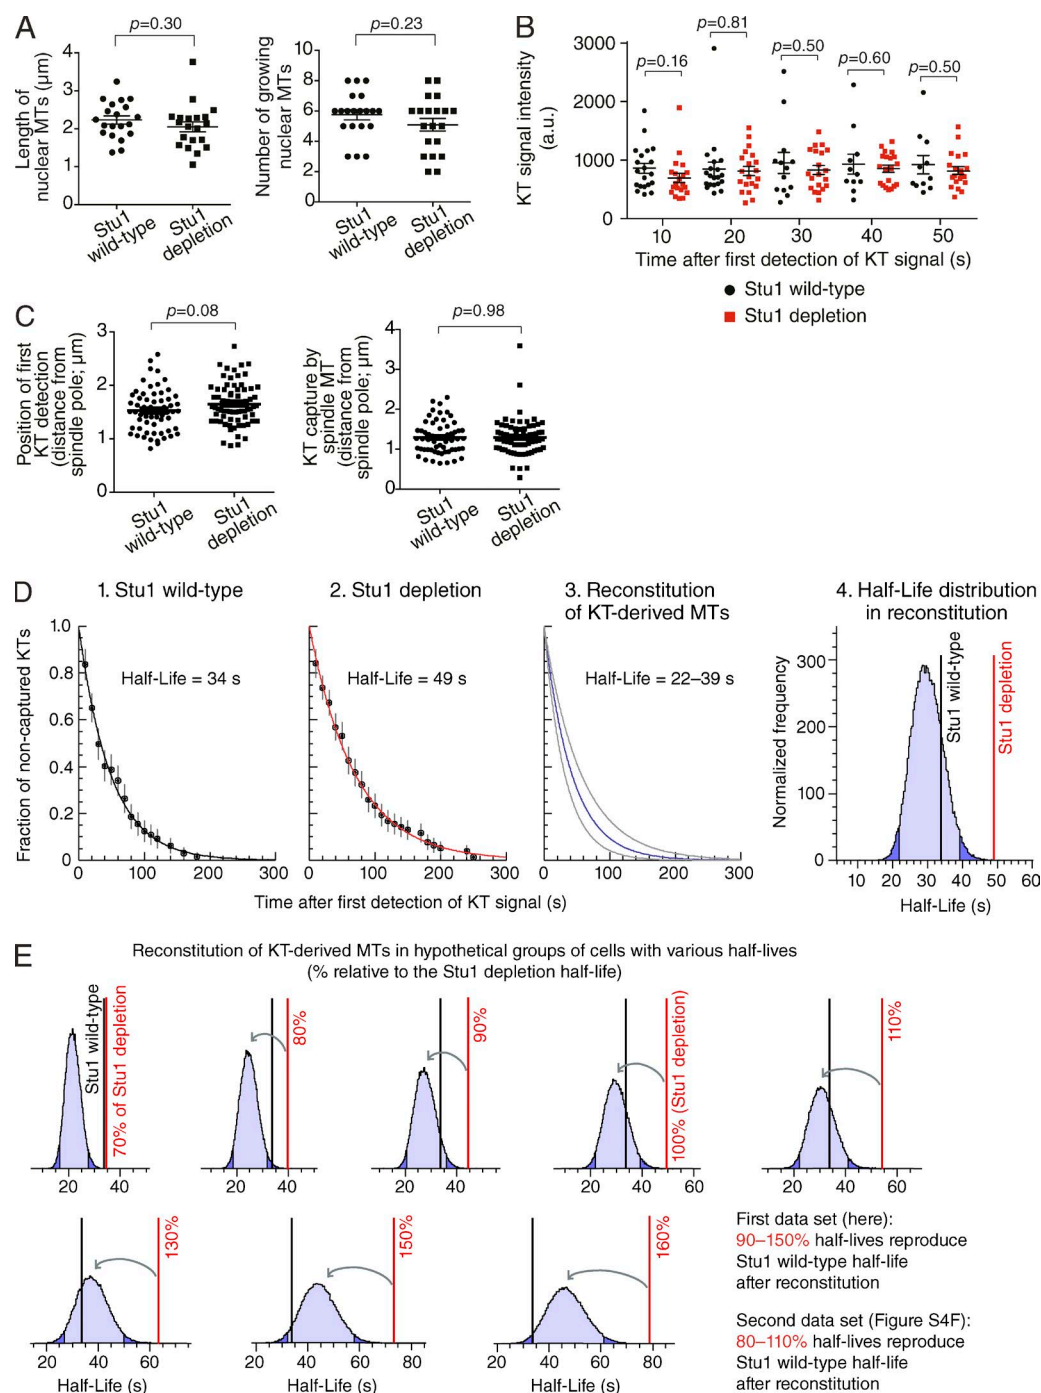 A
p=0.30
Length of
nuclear MTs (μm)
4
3
2
1
0
Stu1
wild-type
Stu1
depletion
p=0.23
Number of growing
nuclear MTs
10
8
6
4
2
0
Stu1
wild-type
Stu1
depletion
B
KT signal intensity
(a.u.)
3000
2000
1000
0
p=0.16
p=0.81
p=0.50
p=0.60
p=0.50
10 20 30 40 50
Time after first detection of KT signal (s)
Stu1 wild-type
Stu1 depletion
C
p=0.08
Position of first
KT detection
(distance from
spindle pole; μm)
3
2
1
0
Stu1
wild-type
Stu1
depletion
p=0.98
KT capture by
spindle MT
(distance from
spindle pole; μm)
4
3
2
1
0
Stu1
wild-type
Stu1
depletion
D
1. Stu1 wild-type
Fraction of non-captured KTs
1.0
0.8
0.6
0.4
0.2
0
Half-Life = 34 s
0 100 200 300
2. Stu1 depletion
Half-Life = 49 s
0 100 200 300
3. Reconstitution
of KT-derived MTs
Half-Life = 22–39 s
0 100 200 300
Time after first detection of KT signal (s)
4. Half-Life distribution
in reconstitution
Normalized frequency
300
200
100
0
Stu1 wild-type
Stu1 depletion
10 20 30 40 50 60
Half-Life (s)
E
Reconstitution of KT-derived MTs in hypothetical groups of cells with various half-lives
(% relative to the Stu1 depletion half-life)
Stu1 wild-type
70% of Stu1 depletion
20 40
80%
20 40
90%
20 40
100% (Stu1 depletion)
20 40 60
110%
20 40 60
130%
20 40 60
Half-Life (s)
150%
20 40 60 80
Half-Life (s)
160%
20 40 60 80
Half-Life (s)
First data set (here):
90–150% half-lives reproduce
Stu1 wild-type half-life
after reconstitution
Second data set (Figure S4F):
80–110% half-lives reproduce
Stu1 wild-type half-life
after reconstitution